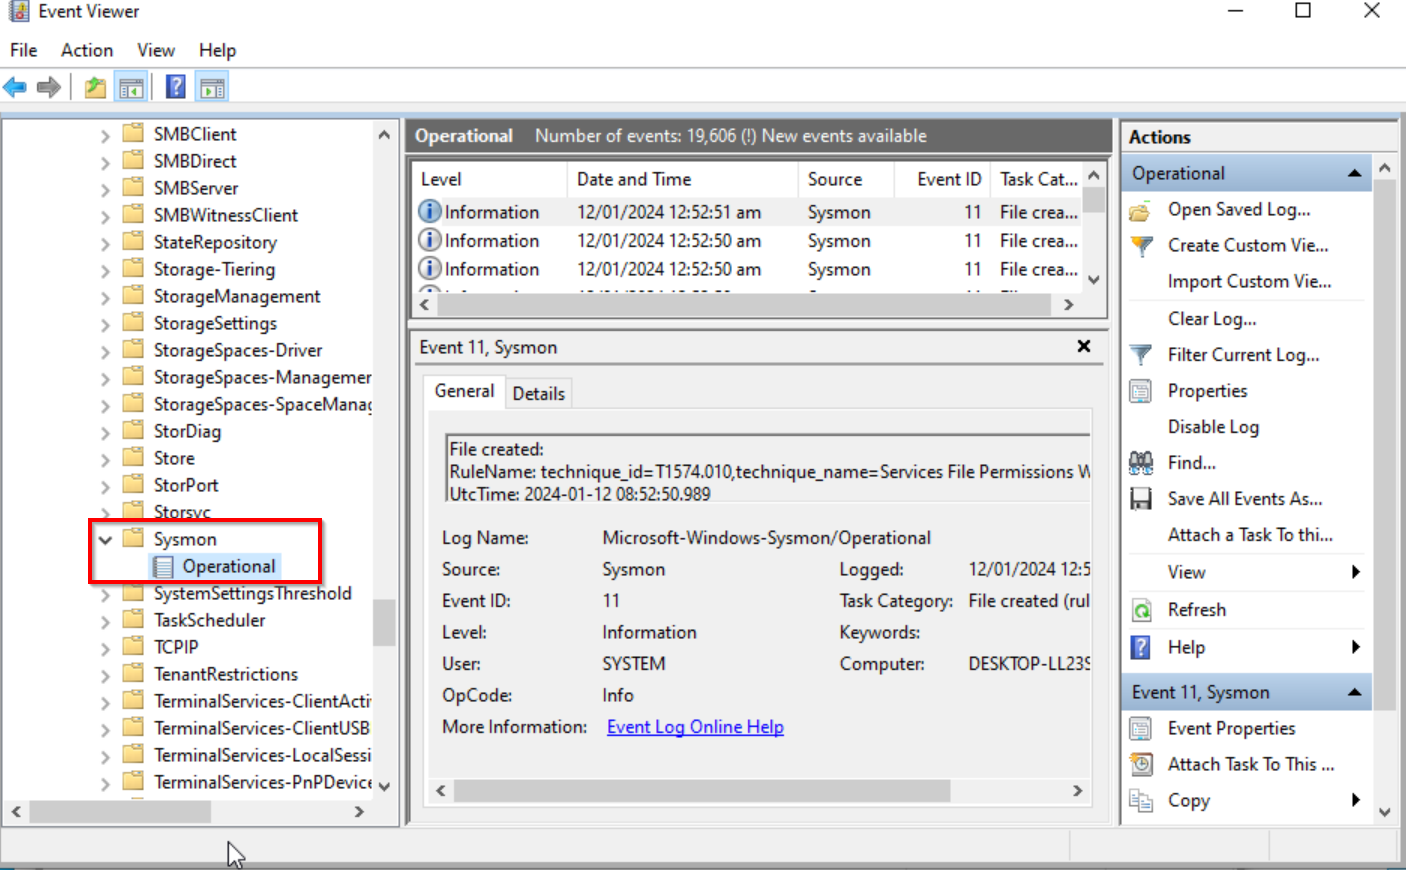 Event Viewer
File Action View Help
SMBClient
SMBDirect
SMBServer
SMBWitnessClient
StateRepository
Storage-Tiering
StorageManagement
StorageSettings
StorageSpaces-Driver
StorageSpaces-Managemer
StorageSpaces-SpaceManag
StorDiag
Store
StorPort
Storsvc
Sysmon
Operational
SystemSettingsThreshold
TaskScheduler
TCPIP
TenantRestrictions
TerminalServices-ClientActi
TerminalServices-ClientUSB
TerminalServices-LocalSessi
TerminalServices-PnPDevice
Operational Number of events: 19,606 (!) New events available
Level Date and Time Source Event ID Task Cat...
Information 12/01/2024 12:52:51 am Sysmon 11 File crea...
Information 12/01/2024 12:52:50 am Sysmon 11 File crea...
Information 12/01/2024 12:52:50 am Sysmon 11 File crea...
Event 11, Sysmon
General Details
File created:
RuleName: technique_id=T1574.010,technique_name=Services File Permissions W
UtcTime: 2024-01-12 08:52:50.989
Log Name: Microsoft-Windows-Sysmon/Operational
Source: Sysmon Logged: 12/01/2024 12:5
Event ID: 11 Task Category: File created (rul
Level: Information Keywords:
User: SYSTEM Computer: DESKTOP-LL23S
OpCode: Info
More Information: Event Log Online Help
Actions
Operational
Open Saved Log...
Create Custom Vie...
Import Custom Vie...
Clear Log...
Filter Current Log...
Properties
Disable Log
Find...
Save All Events As...
Attach a Task To thi...
View
Refresh
Help
Event 11, Sysmon
Event Properties
Attach Task To This ...
Copy